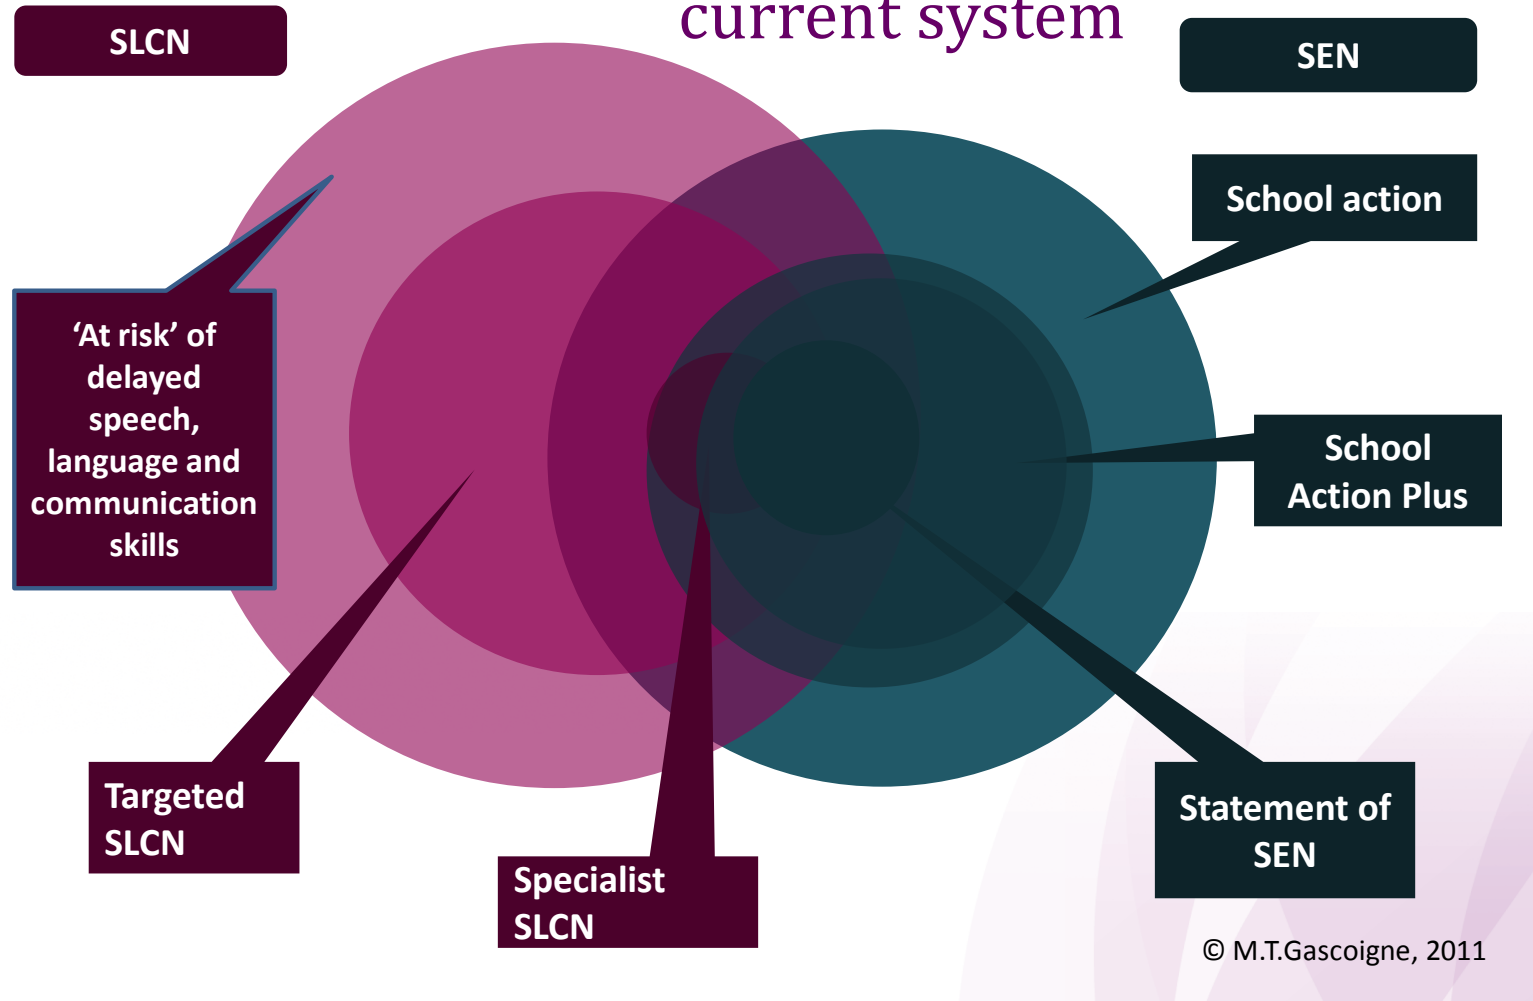 current system
SLCN
SEN
School action
‘At risk’ of
delayed
speech,
language and
communication
skills
School
Action Plus
Targeted
SLCN
Statement of
SEN
Specialist
SLCN
© M.T.Gascoigne, 2011